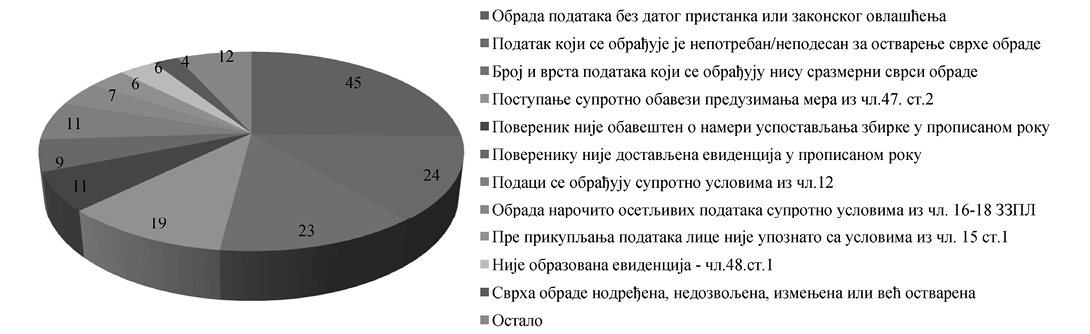 45
24
23
19
11
9
11
7
6
6
4
12
Обрада података без датог пристанка или законског овлашћења
Податак који се обрађује је непотребан/неподесан за остварење сврхе обраде
Број и врста података који се обрађују нису сразмерни сврси обраде
Поступање супротно обавези предузимања мера из чл.47. ст.2
Повереник није обавештен о намери успостављања збирке у прописаном року
Поверенику није достављена евиденција у прописаном року
Подаци се обрађују супротно условима из чл.12
Обрада нарочито осетљивих података супротно условима из чл. 16-18 ЗЗПЛ
Пре прикупљања података лице није упознато са условима из чл. 15 ст.1
Није образована евиденција - чл.48.ст.1
Сврха обраде нодређена, недозвољена, измењена или већ остварена
Остало